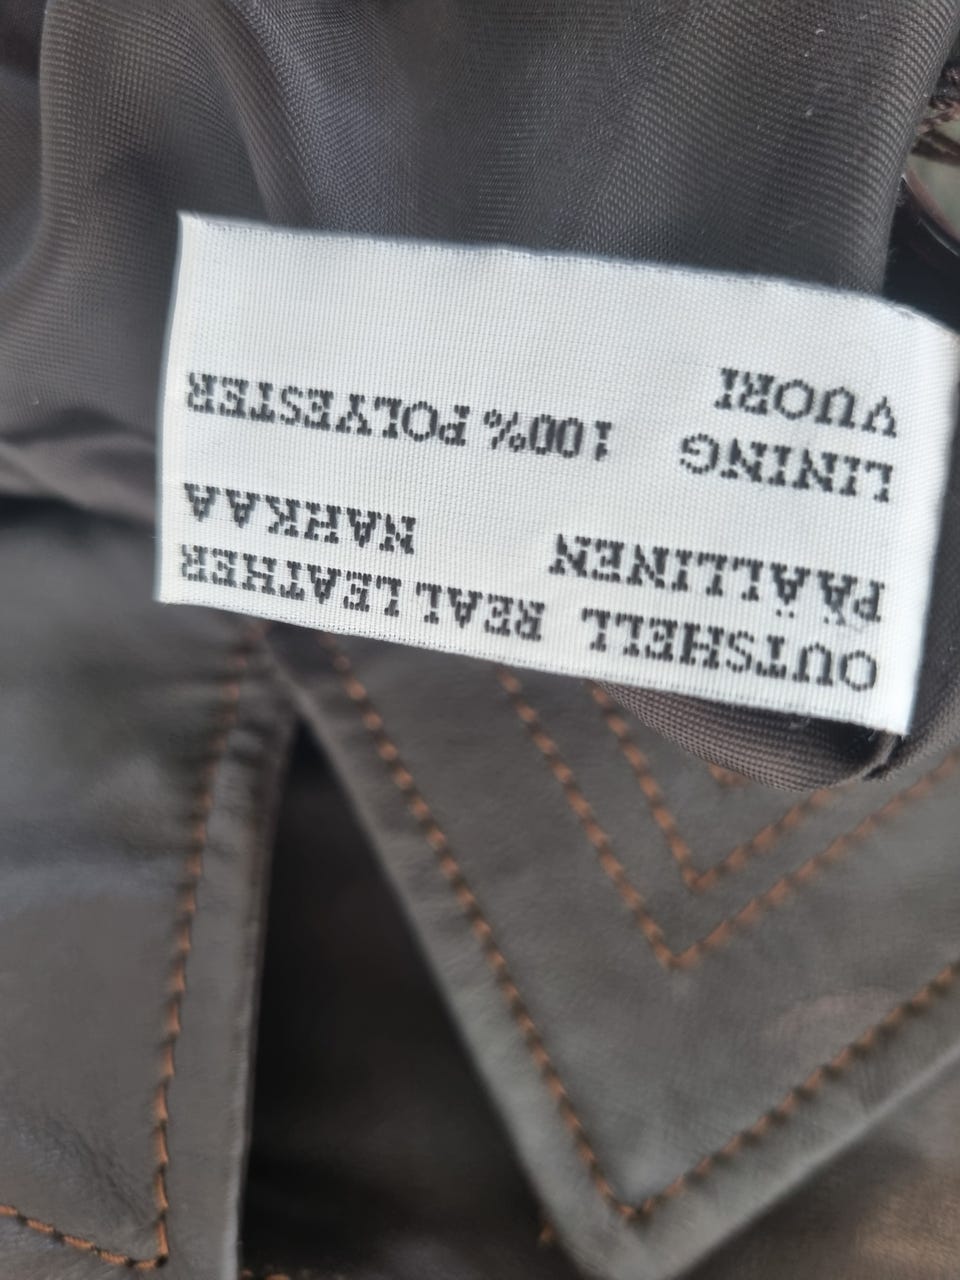 OUTSHELL REAL LEATHER
PÄÄLLINEN NAHKAA
LINING 100% POLYESTER
VUORI